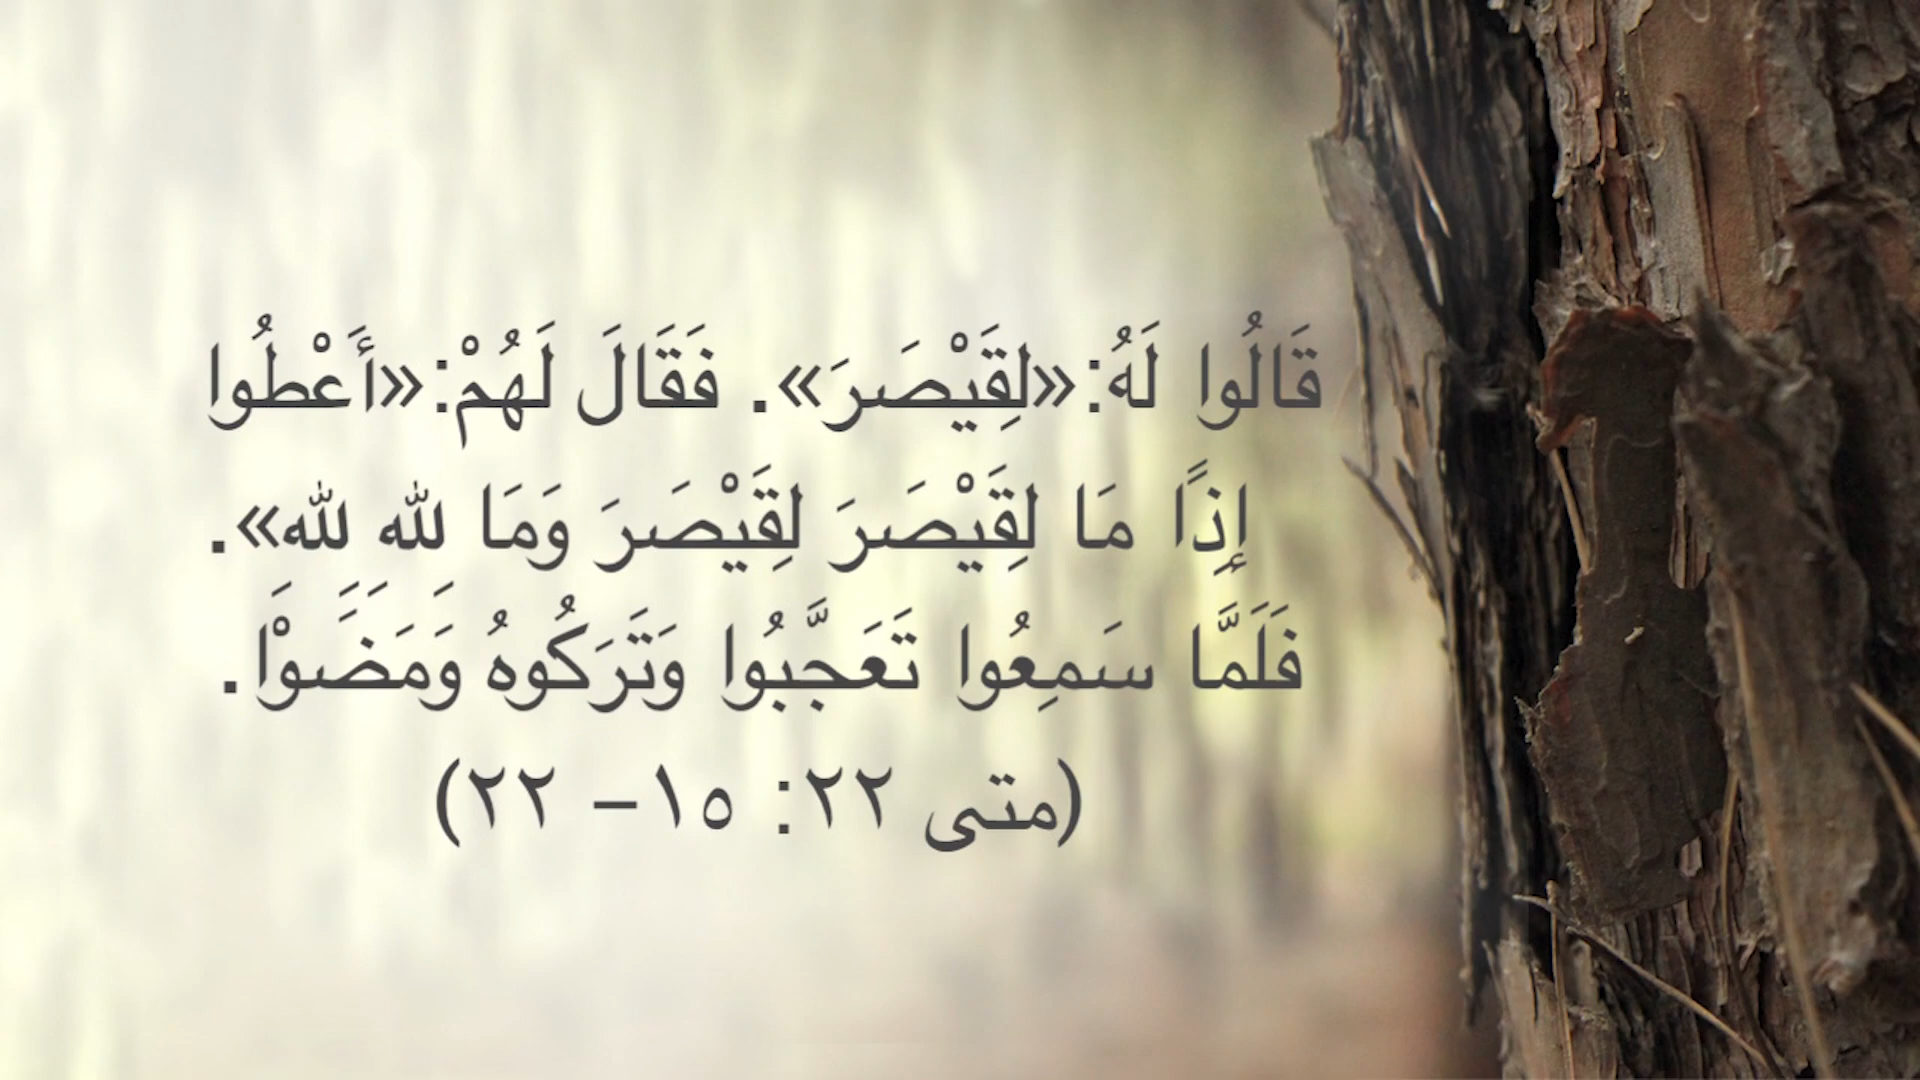 قَالُوا لَهُ:«لِقَيْصَرَ». فَقَالَ لَهُمْ:«أَعْطُوا
إِذًا مَا لِقَيْصَرَ لِقَيْصَرَ وَمَا لله لله».
فَلَمَّا سَمِعُوا تَعَجَّبُوا وَتَرَكُوهُ وَمَضَوْا.
(متى ٢٢: ١٥- ٢٢)